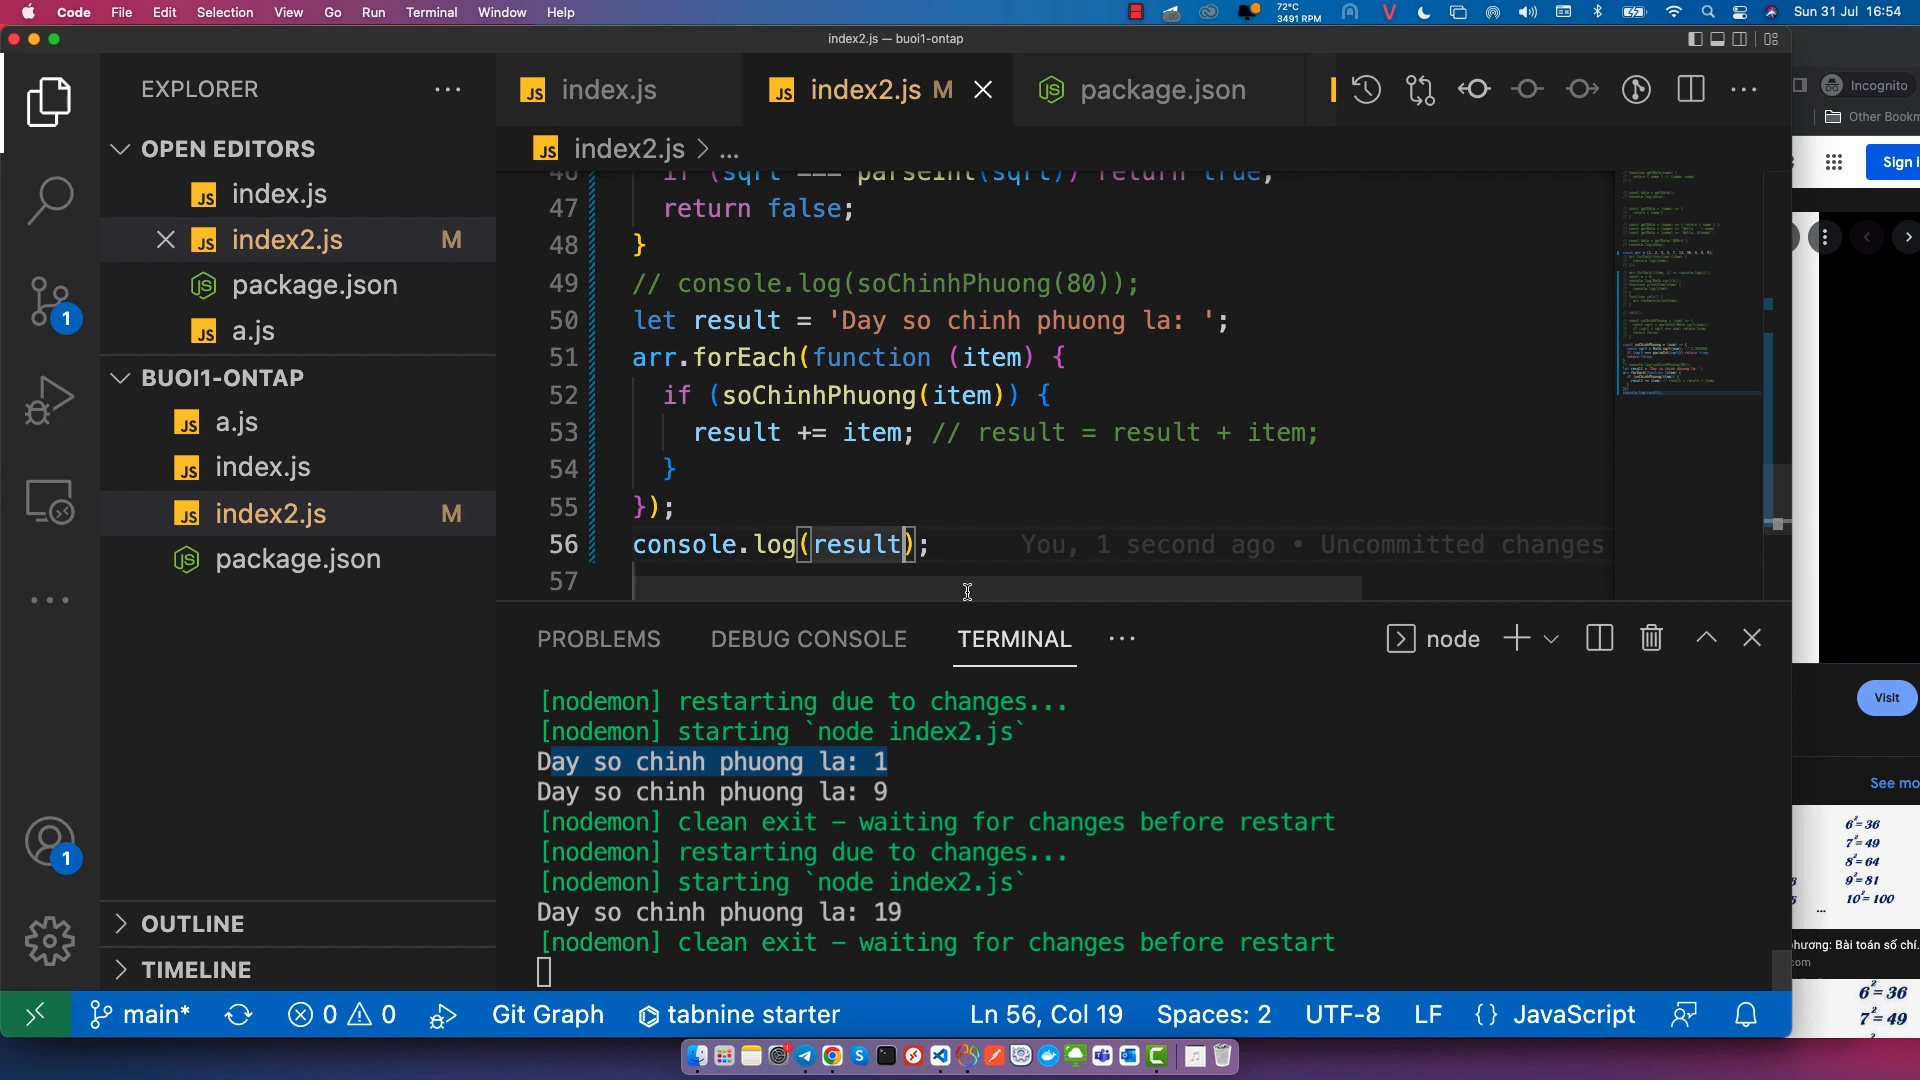 Code File Edit Selection View Go Run Terminal Window Help
72°C
3491 RPM
Sun 31 Jul 16:54
index2.js — buoi1-ontap
EXPLORER
OPEN EDITORS
index.js
index2.js M
package.json
a.js
BUOI1-ONTAP
a.js
index.js
index2.js M
package.json
OUTLINE
TIMELINE
1
1
index.js
index2.js M
package.json
index2.js > ...
46 if (sqrt === parseInt(sqrt)) return true;
47 return false;
48 }
49 // console.log(soChinhPhuong(80));
50 let result = 'Day so chinh phuong la: ';
51 arr.forEach(function (item) {
52 if (soChinhPhuong(item)) {
53 result += item; // result = result + item;
54 }
55 });
56 console.log(result); You, 1 second ago • Uncommitted changes
57
PROBLEMS DEBUG CONSOLE TERMINAL ...
node
[nodemon] restarting due to changes...
[nodemon] starting `node index2.js`
Day so chinh phuong la: 1
Day so chinh phuong la: 9
[nodemon] clean exit – waiting for changes before restart
[nodemon] restarting due to changes...
[nodemon] starting `node index2.js`
Day so chinh phuong la: 19
[nodemon] clean exit – waiting for changes before restart
main* 0 0 Git Graph tabnine starter Ln 56, Col 19 Spaces: 2 UTF-8 LF {} JavaScript
Incognito
Other Bookm
Sign i
Visit
See mo
6²=36
7²=49
8²=64
9²=81
10²=100
...
hương: Bài toán số chí.
com
6²=36
7²=49